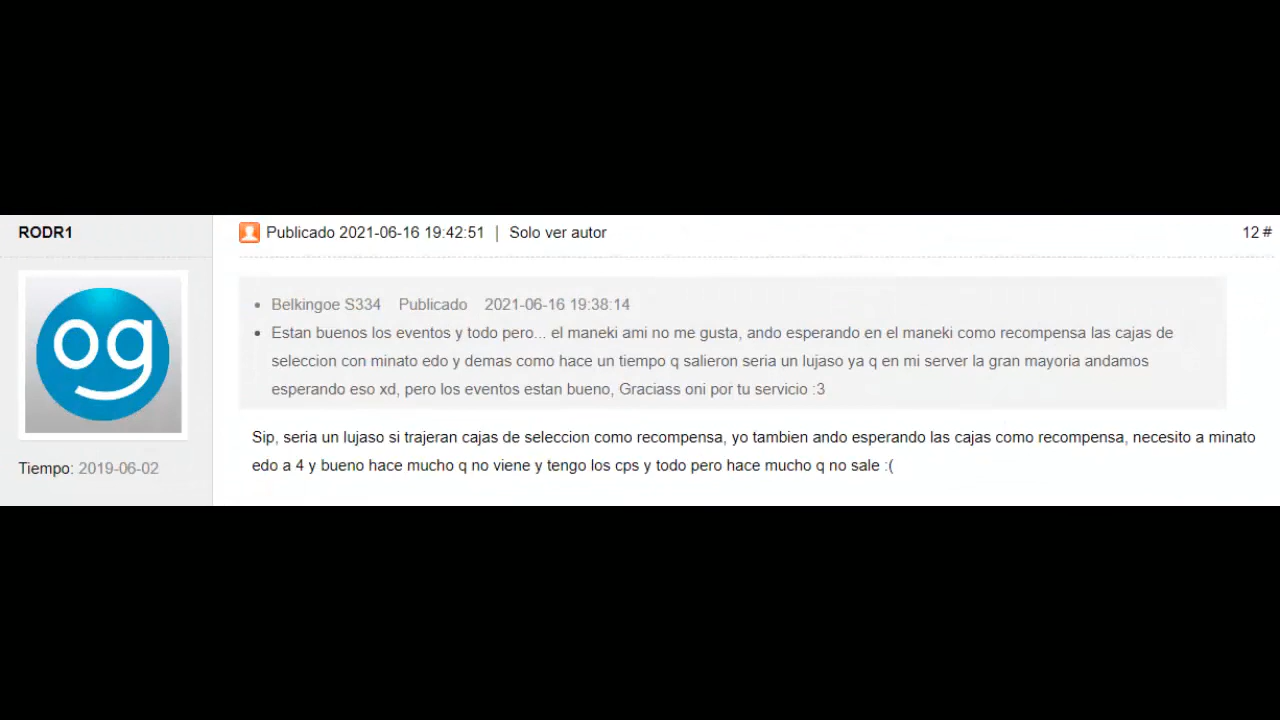 RODR1
Publicado 2021-06-16 19:42:51 | Solo ver autor
12 #
og
Tiempo: 2019-06-02
Belkingoe S334 Publicado 2021-06-16 19:38:14
Estan buenos los eventos y todo pero... el maneki ami no me gusta, ando esperando en el maneki como recompensa las cajas de
seleccion con minato edo y demas como hace un tiempo q salieron seria un lujaso ya q en mi server la gran mayoria andamos
esperando eso xd, pero los eventos estan bueno, Graciass oni por tu servicio :3
Sip, seria un lujaso si trajeran cajas de seleccion como recompensa, yo tambien ando esperando las cajas como recompensa, necesito a minato
edo a 4 y bueno hace mucho q no viene y tengo los cps y todo pero hace mucho q no sale :(